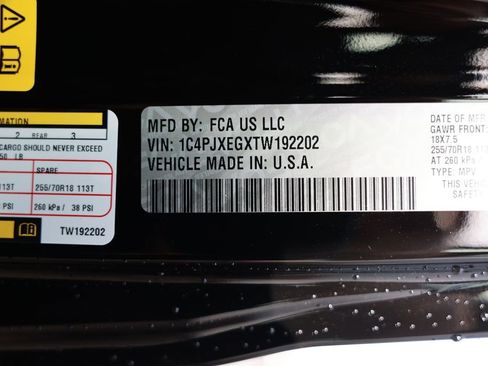 MATION
2 REAR 3
CARGO SHOULD NEVER EXCEED
LB
SPARE
113T 255/70R18 113T
SI 260 kPa / 38 PSI
TW192202
MFD BY: FCA US LLC
VIN: 1C4PJXEGXTW192202
VEHICLE MADE IN: U.S.A.
DATE OF MFR
GAWR FRONT:
18X7.5
255/70R18 113
AT 260 kPa
TYPE: MPV
THIS VEHIC
SAFETY